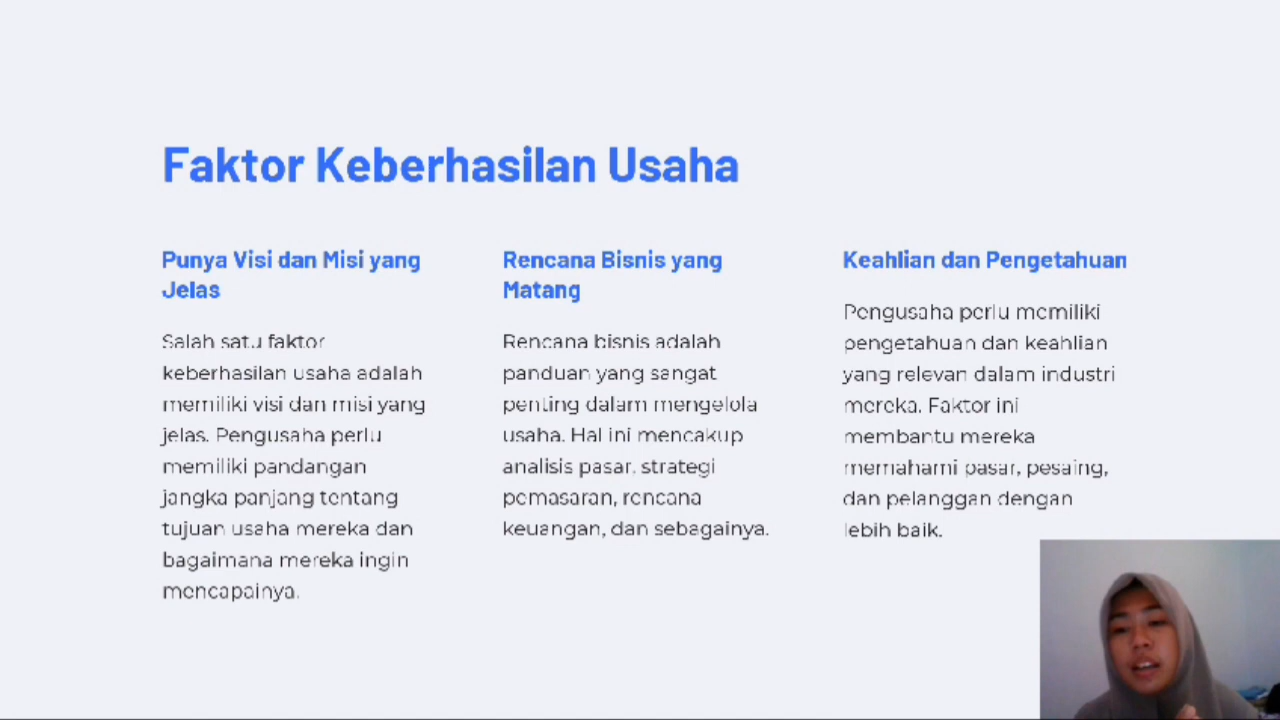 Faktor Keberhasilan Usaha
Punya Visi dan Misi yang
Jelas
Salah satu faktor
keberhasilan usaha adalah
memiliki visi dan misi yang
jelas. Pengusaha perlu
memiliki pandangan
jangka panjang tentang
tujuan usaha mereka dan
bagaimana mereka ingin
mencapainya.
Rencana Bisnis yang
Matang
Rencana bisnis adalah
panduan yang sangat
penting dalam mengelola
usaha. Hal ini mencakup
analisis pasar, strategi
pemasaran, rencana
keuangan, dan sebagainya.
Keahlian dan Pengetahuan
Pengusaha perlu memiliki
pengetahuan dan keahlian
yang relevan dalam industri
mereka. Faktor ini
membantu mereka
memahami pasar, pesaing,
dan pelanggan dengan
lebih baik.